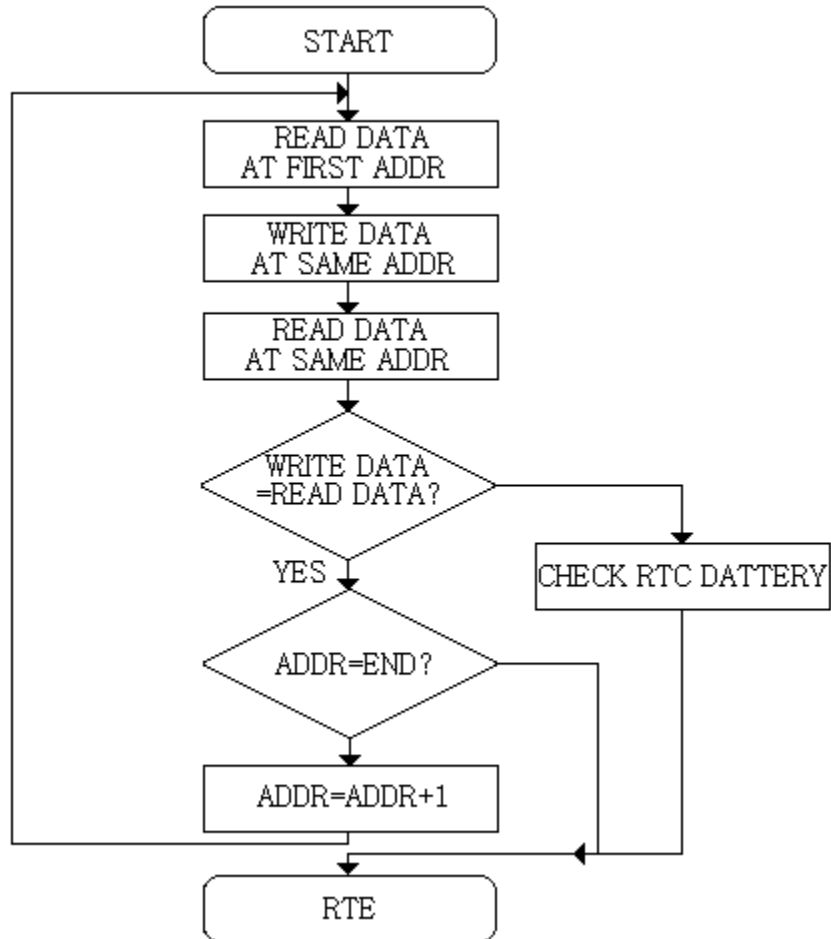 START
READ DATA
AT FIRST ADDR
WRITE DATA
AT SAME ADDR
READ DATA
AT SAME ADDR
WRITE DATA
=READ DATA?
YES
CHECK RTC DATTERY
ADDR=END?
ADDR=ADDR+1
RTE